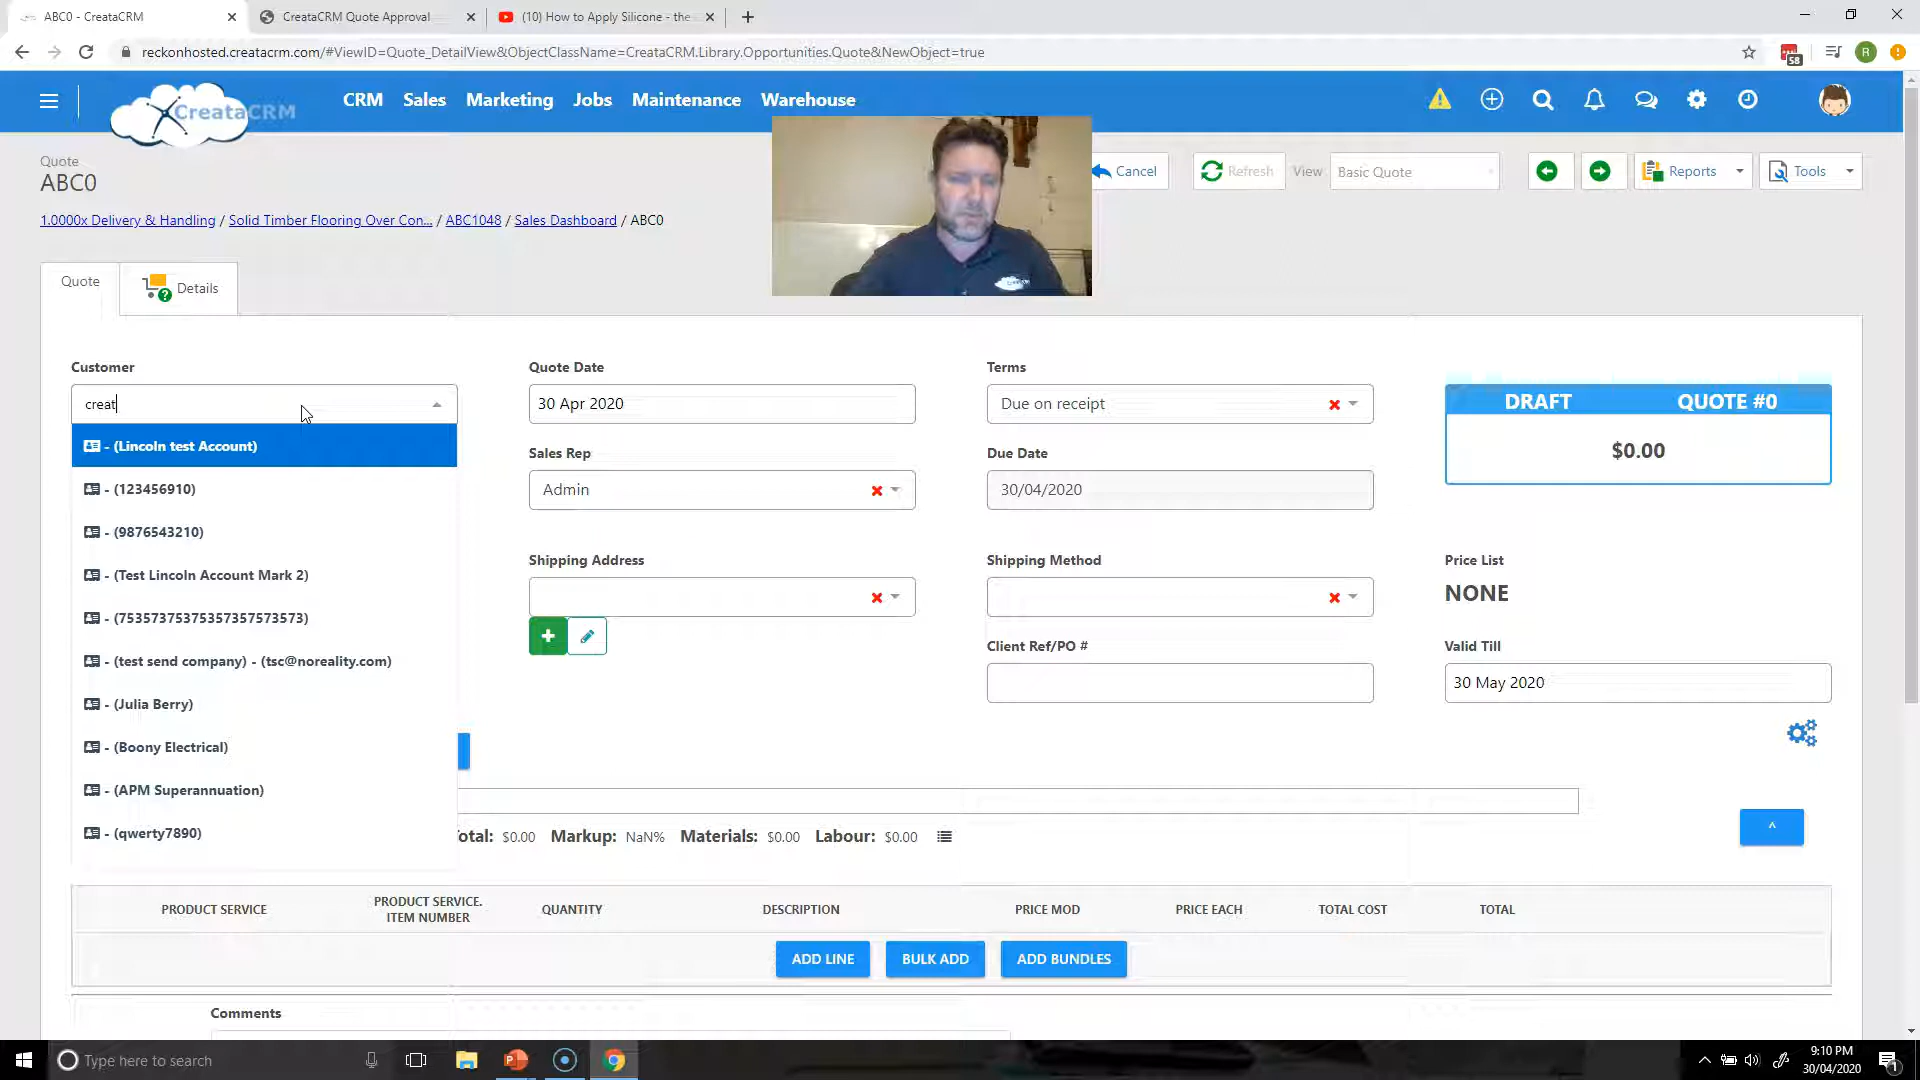 ABC0 - CreataCRM
CreataCRM Quote Approval
(10) How to Apply Silicone - the
reckonhosted.creatacrm.com/#ViewID=Quote_DetailView&ObjectClassName=CreataCRM.Library.Opportunities.Quote&NewObject=true
58
R
CreataCRM
CRM
Sales
Marketing
Jobs
Maintenance
Warehouse
Quote
ABC0
Cancel
Refresh
View
Basic Quote
Reports
Tools
1.0000x Delivery & Handling / Solid Timber Flooring Over Con... / ABC1048 / Sales Dashboard / ABC0
Quote
Details
Customer
Quote Date
Terms
creat
30 Apr 2020
Due on receipt
DRAFT
QUOTE #0
$0.00
- (Lincoln test Account)
- (123456910)
- (9876543210)
- (Test Lincoln Account Mark 2)
- (75357375375357357573573)
- (test send company) - (tsc@noreality.com)
- (Julia Berry)
- (Boony Electrical)
- (APM Superannuation)
- (qwerty7890)
Sales Rep
Due Date
Admin
30/04/2020
Shipping Address
Shipping Method
Price List
NONE
Client Ref/PO #
Valid Till
30 May 2020
^
Total: $0.00 Markup: NaN% Materials: $0.00 Labour: $0.00
PRODUCT SERVICE
PRODUCT SERVICE.
ITEM NUMBER
QUANTITY
DESCRIPTION
PRICE MOD
PRICE EACH
TOTAL COST
TOTAL
ADD LINE
BULK ADD
ADD BUNDLES
Comments
Type here to search
9:10 PM
30/04/2020
1